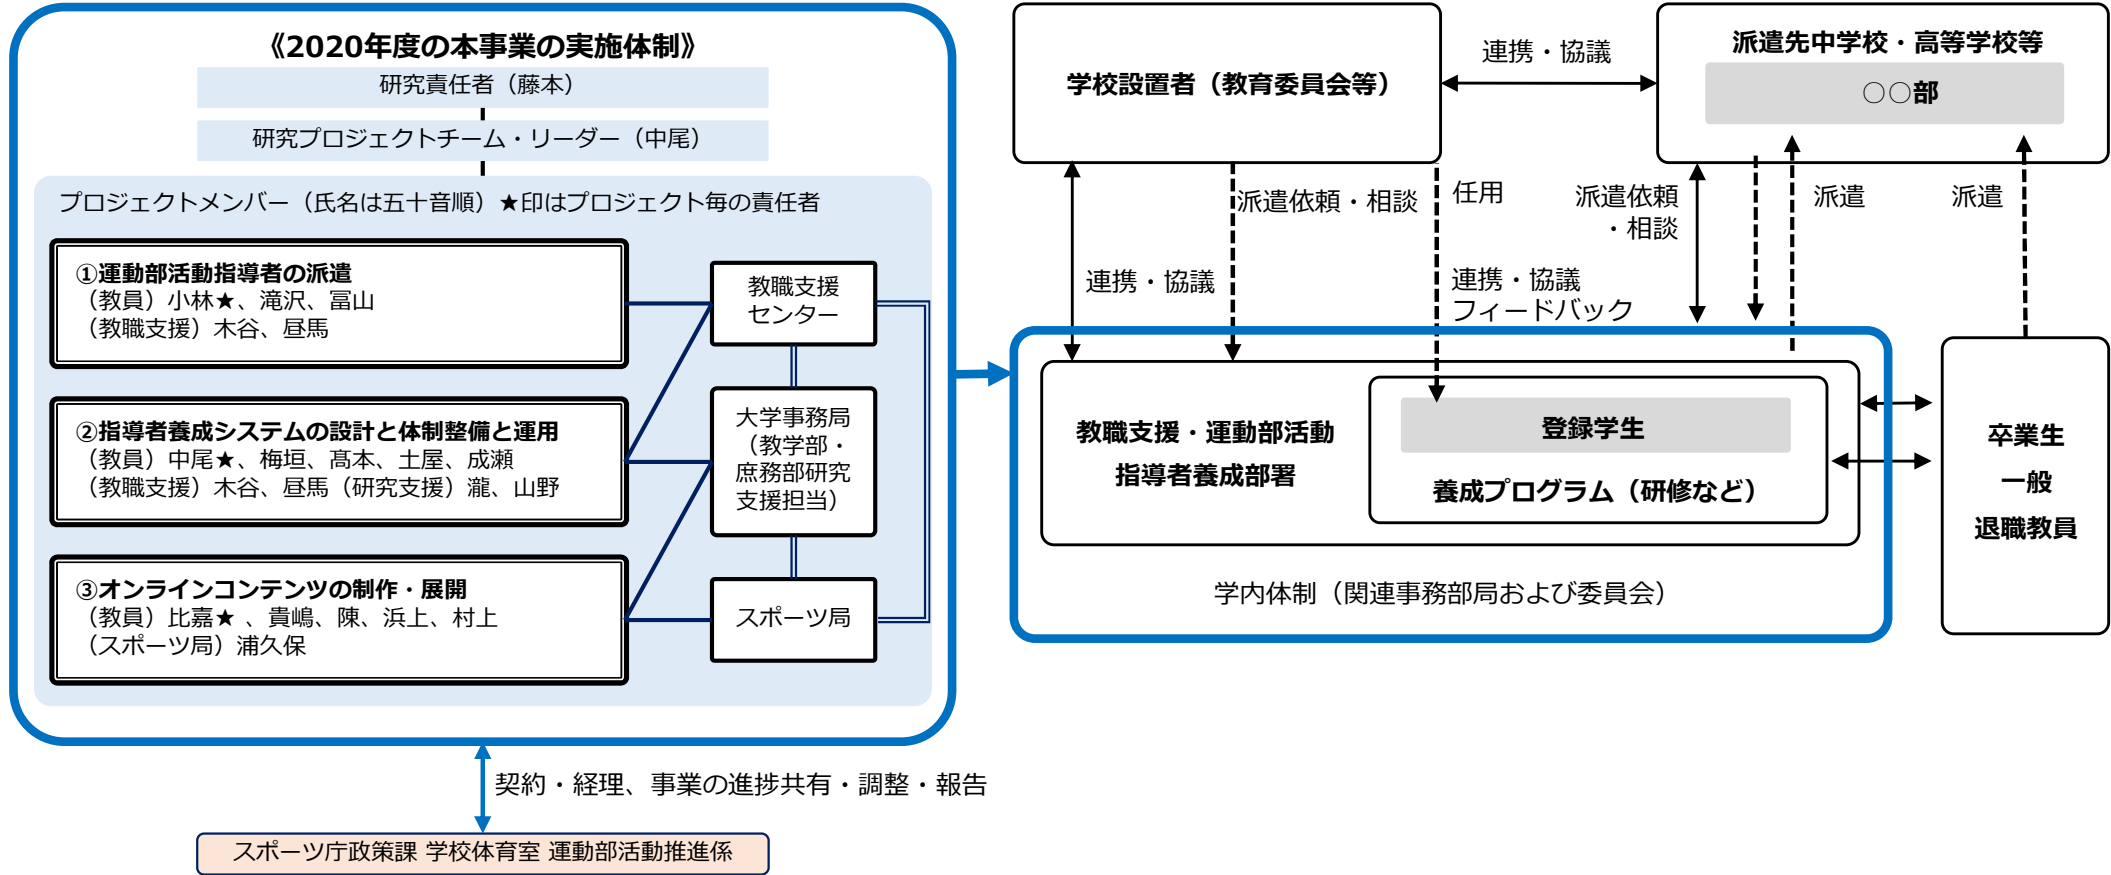 《2020年度の本事業の実施体制》
研究責任者（藤本）
研究プロジェクトチーム・リーダー（中尾）
プロジェクトメンバー（氏名は五十音順）★印はプロジェクト毎の責任者
①運動部活動指導者の派遣
（教員）小林★、滝沢、冨山
（教職支援）木谷、昼馬
②指導者養成システムの設計と体制整備と運用
（教員）中尾★、梅垣、髙本、土屋、成瀬
（教職支援）木谷、昼馬（研究支援）瀧、山野
③オンラインコンテンツの制作・展開
（教員）比嘉★ 、貴嶋、陳、浜上、村上
（スポーツ局）浦久保
教職支援
センター
大学事務局
（教学部・
庶務部研究
支援担当）
スポーツ局
契約・経理、事業の進捗共有・調整・報告
スポーツ庁政策課 学校体育室 運動部活動推進係
学校設置者（教育委員会等）
連携・協議
派遣先中学校・高等学校等
○○部
連携・協議
派遣依頼・相談
任用
連携・協議
フィードバック
派遣依頼
・相談
派遣
派遣
教職支援・運動部活動
指導者養成部署
登録学生
養成プログラム（研修など）
学内体制（関連事務部局および委員会）
卒業生
一般
退職教員